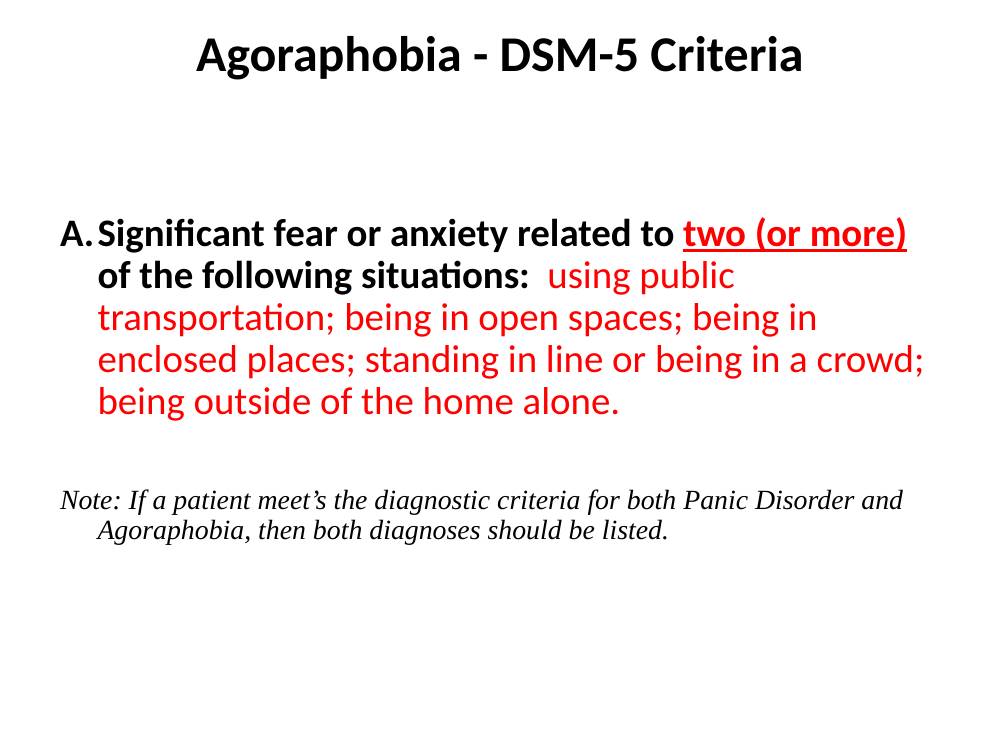 Agoraphobia - DSM-5 Criteria
A. Significant fear or anxiety related to two (or more)
of the following situations:  using public
transportation; being in open spaces; being in
enclosed places; standing in line or being in a crowd;
being outside of the home alone.
Note: If a patient meet’s the diagnostic criteria for both Panic Disorder and
Agoraphobia, then both diagnoses should be listed.